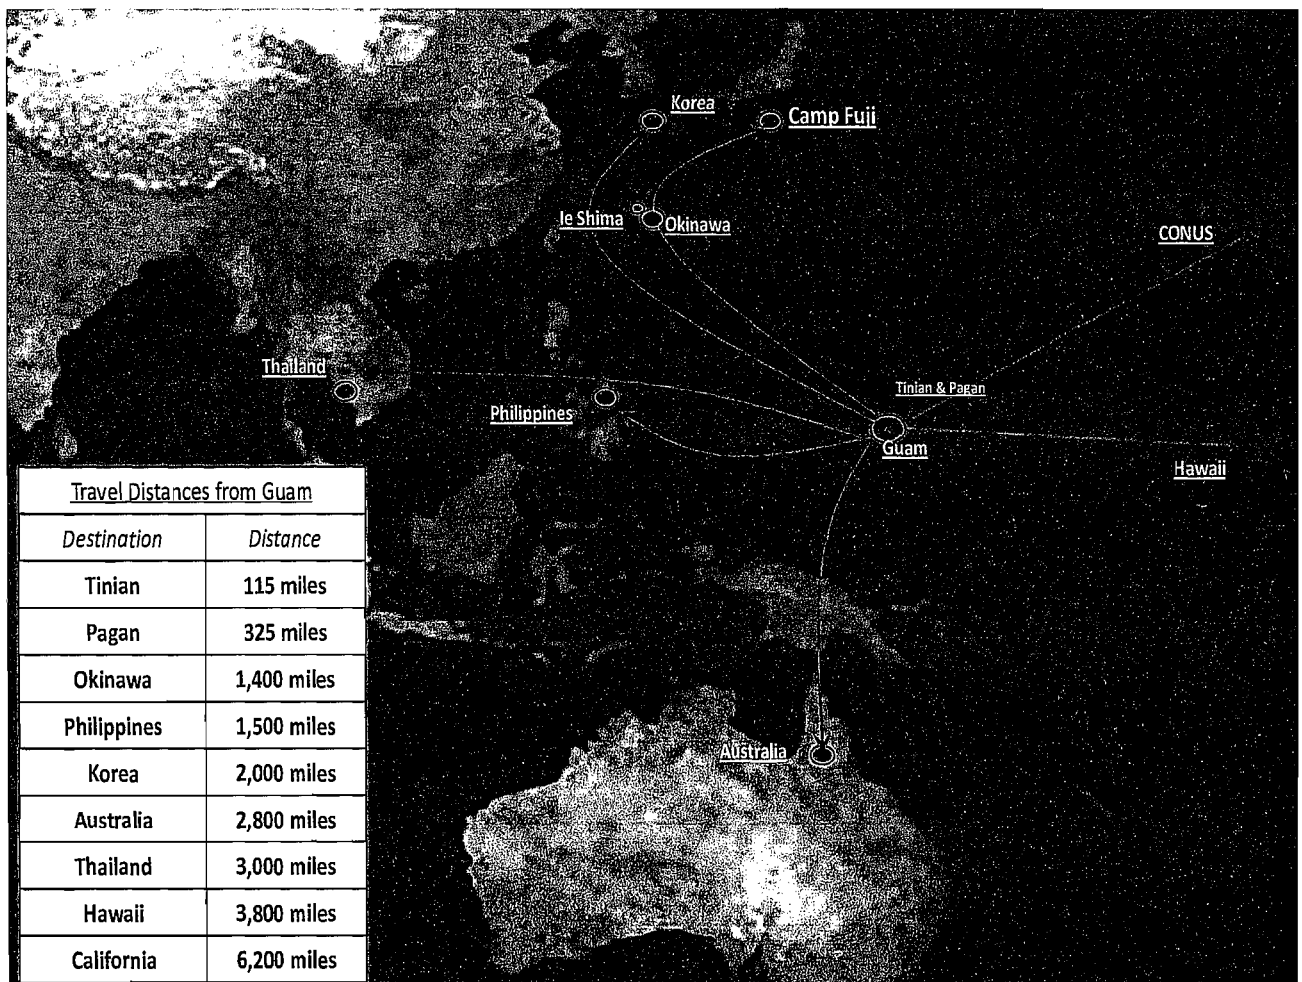 Korea
Camp Fuji
Ie Shima
Okinawa
CONUS
Thailand
Tinian & Pagan
Philippines
Guam
Hawaii
Travel Distances from Guam
Destination Distance
Tinian 115 miles
Pagan 325 miles
Okinawa 1,400 miles
Philippines 1,500 miles
Korea 2,000 miles
Australia 2,800 miles
Thailand 3,000 miles
Hawaii 3,800 miles
California 6,200 miles
Australia